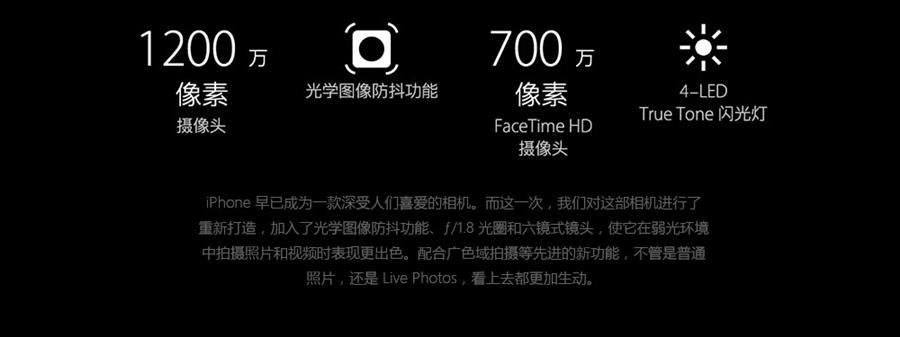 1200 万
像素
摄像头
光学图像防抖功能
700 万
像素
FaceTime HD
摄像头
4-LED
True Tone 闪光灯
iPhone 早已成为一款深受人们喜爱的相机。而这一次，我们对这部相机进行了
重新打造，加入了光学图像防抖功能、ƒ/1.8 光圈和六镜式镜头，使它在弱光环境
中拍摄照片和视频时表现更出色。配合广色域拍摄等先进的新功能，不管是普通
照片，还是 Live Photos，看上去都更加生动。